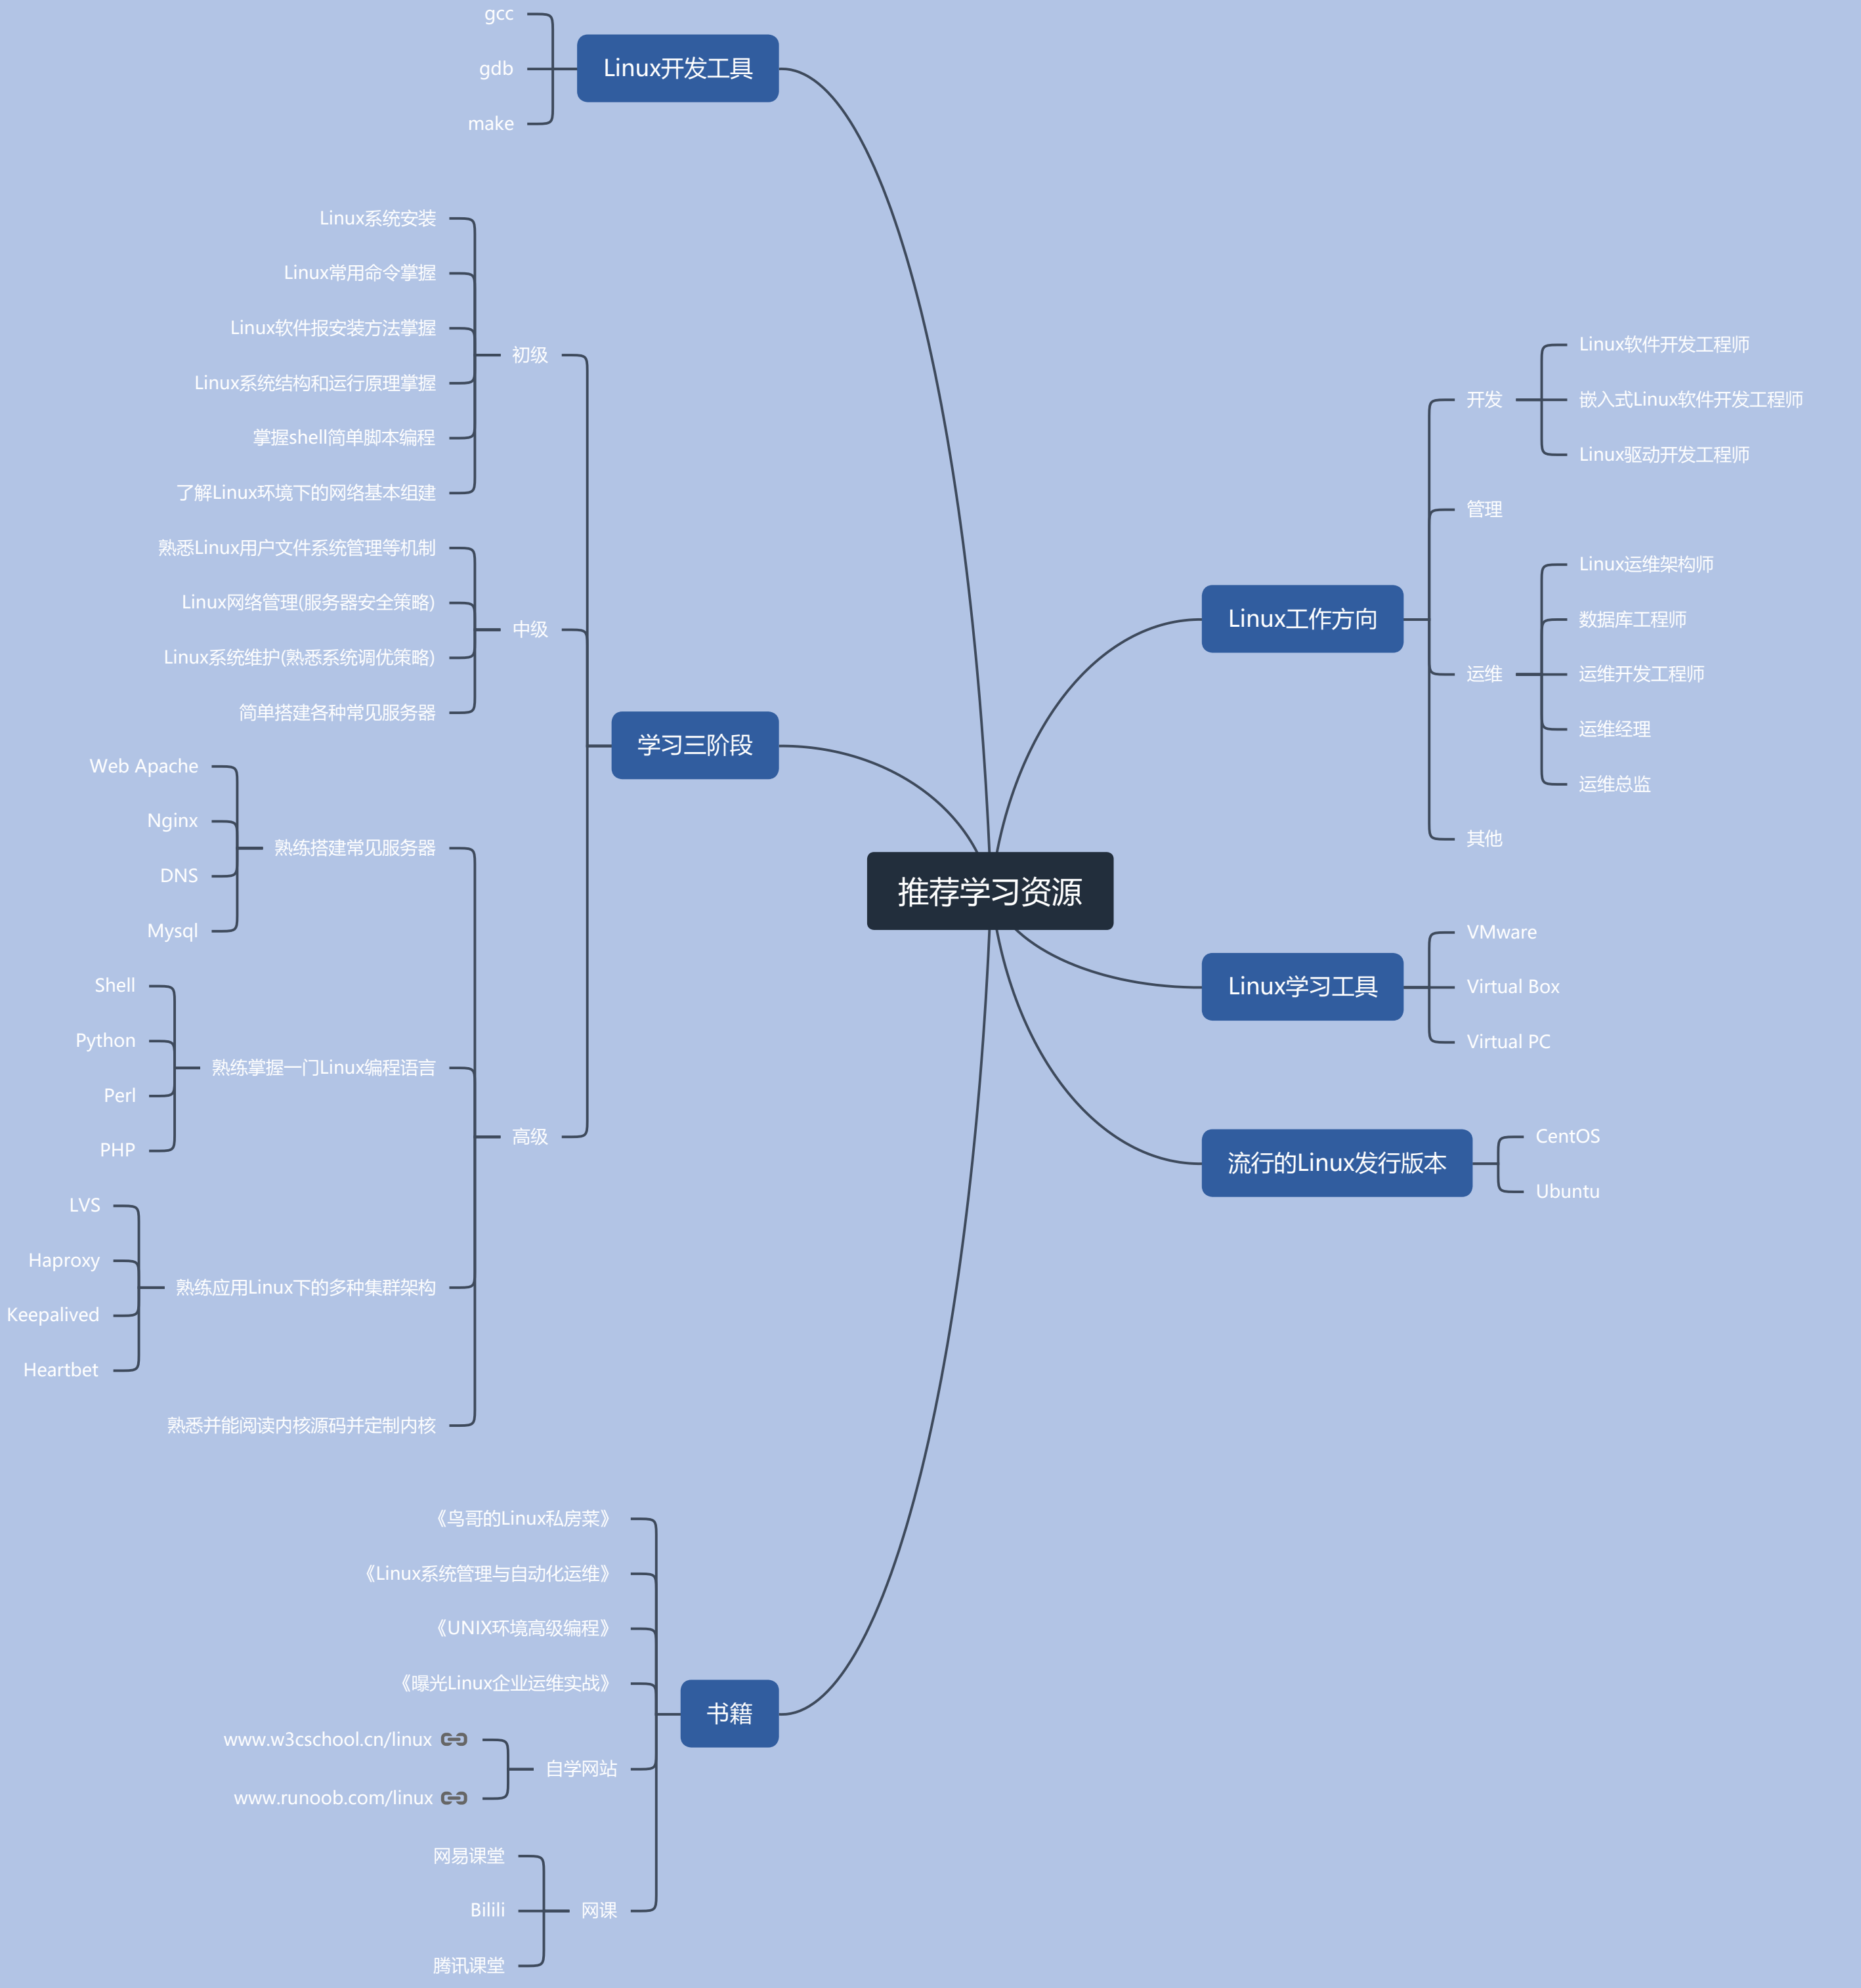 推荐学习资源
Linux开发工具
gcc
gdb
make
学习三阶段
初级
Linux系统安装
Linux常用命令掌握
Linux软件报安装方法掌握
Linux系统结构和运行原理掌握
掌握shell简单脚本编程
了解Linux环境下的网络基本组建
中级
熟悉Linux用户文件系统管理等机制
Linux网络管理(服务器安全策略)
Linux系统维护(熟悉系统调优策略)
简单搭建各种常见服务器
高级
熟练搭建常见服务器
Web Apache
Nginx
DNS
Mysql
熟练掌握一门Linux编程语言
Shell
Python
Perl
PHP
熟练应用Linux下的多种集群架构
LVS
Haproxy
Keepalived
Heartbet
熟悉并能阅读内核源码并定制内核
书籍
《鸟哥的Linux私房菜》
《Linux系统管理与自动化运维》
《UNIX环境高级编程》
《曝光Linux企业运维实战》
自学网站
www.w3cschool.cn/linux
www.runoob.com/linux
网课
网易课堂
Bilili
腾讯课堂
Linux工作方向
开发
Linux软件开发工程师
嵌入式Linux软件开发工程师
Linux驱动开发工程师
管理
运维
Linux运维架构师
数据库工程师
运维开发工程师
运维经理
运维总监
其他
Linux学习工具
VMware
Virtual Box
Virtual PC
流行的Linux发行版本
CentOS
Ubuntu